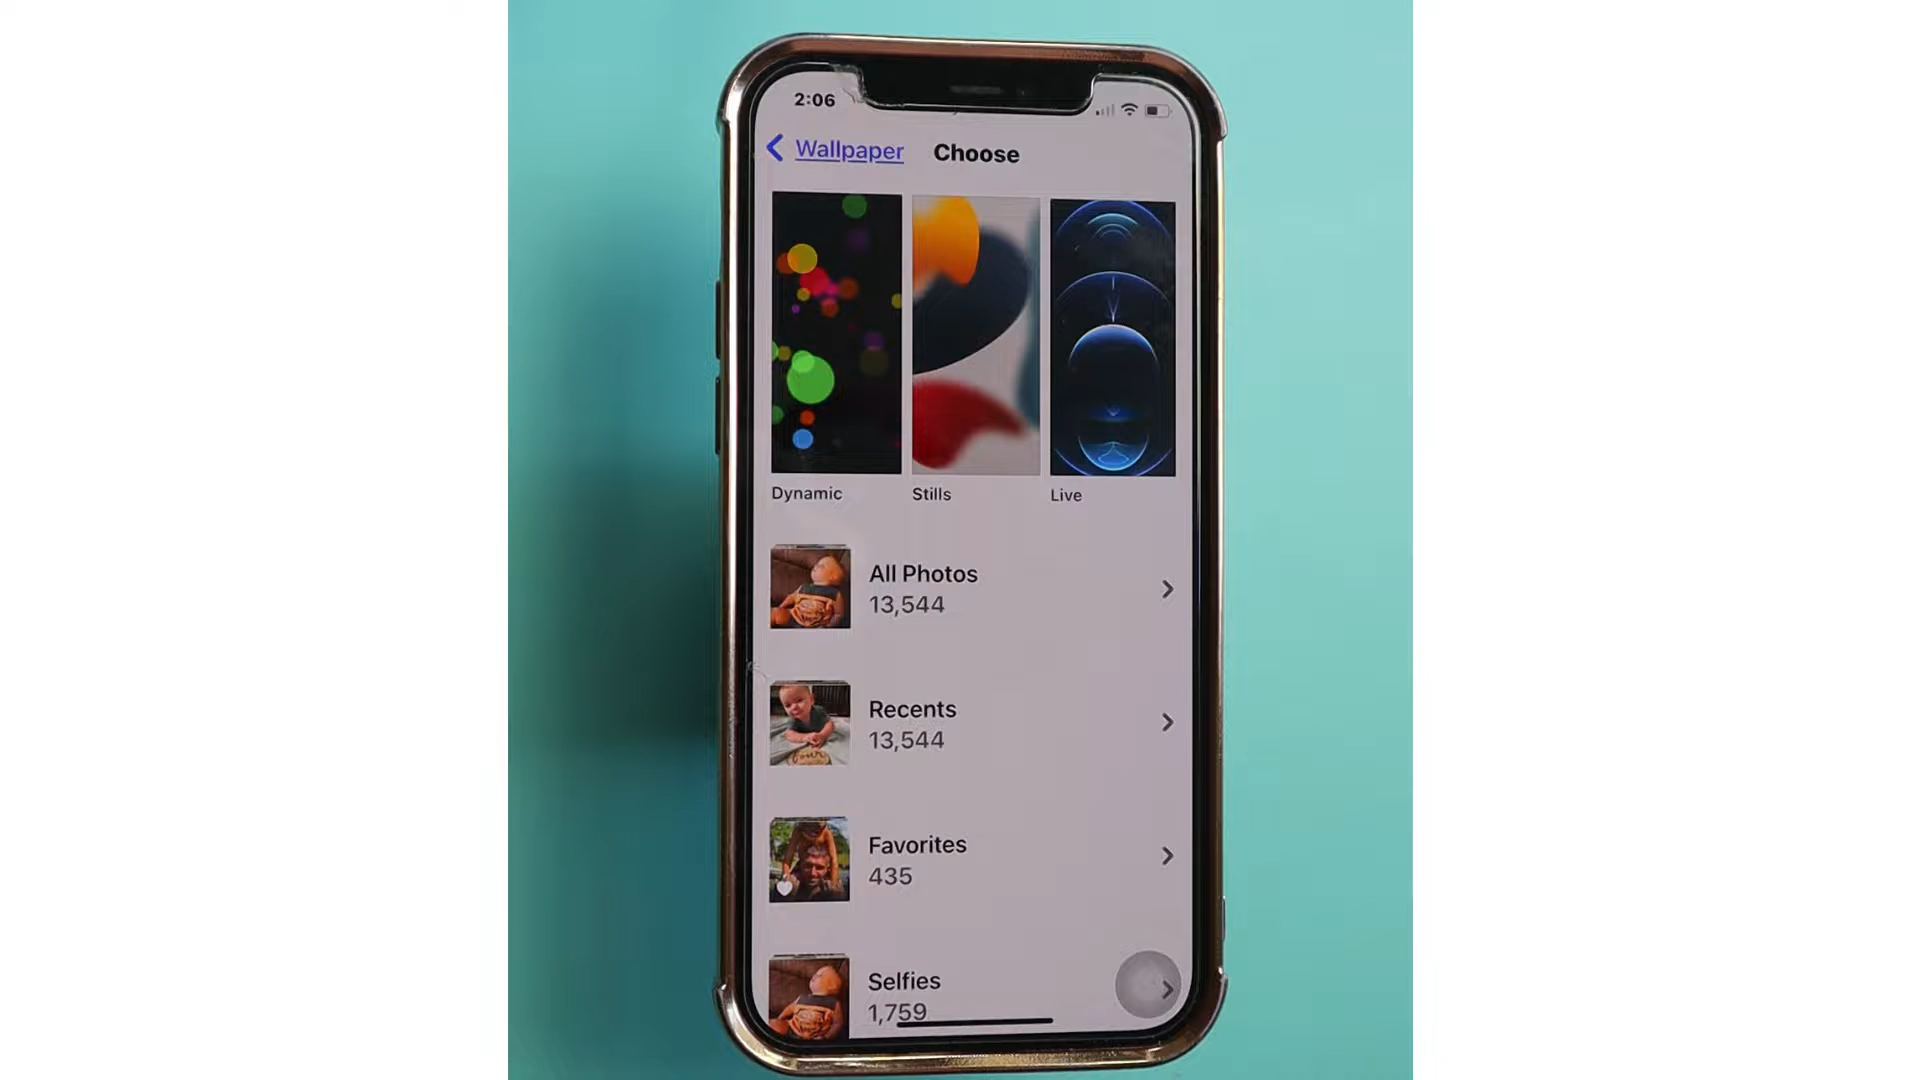 2:06
Wallpaper Choose
Dynamic Stills Live
All Photos
13,544
Recents
13,544
Favorites
435
Selfies
1,759